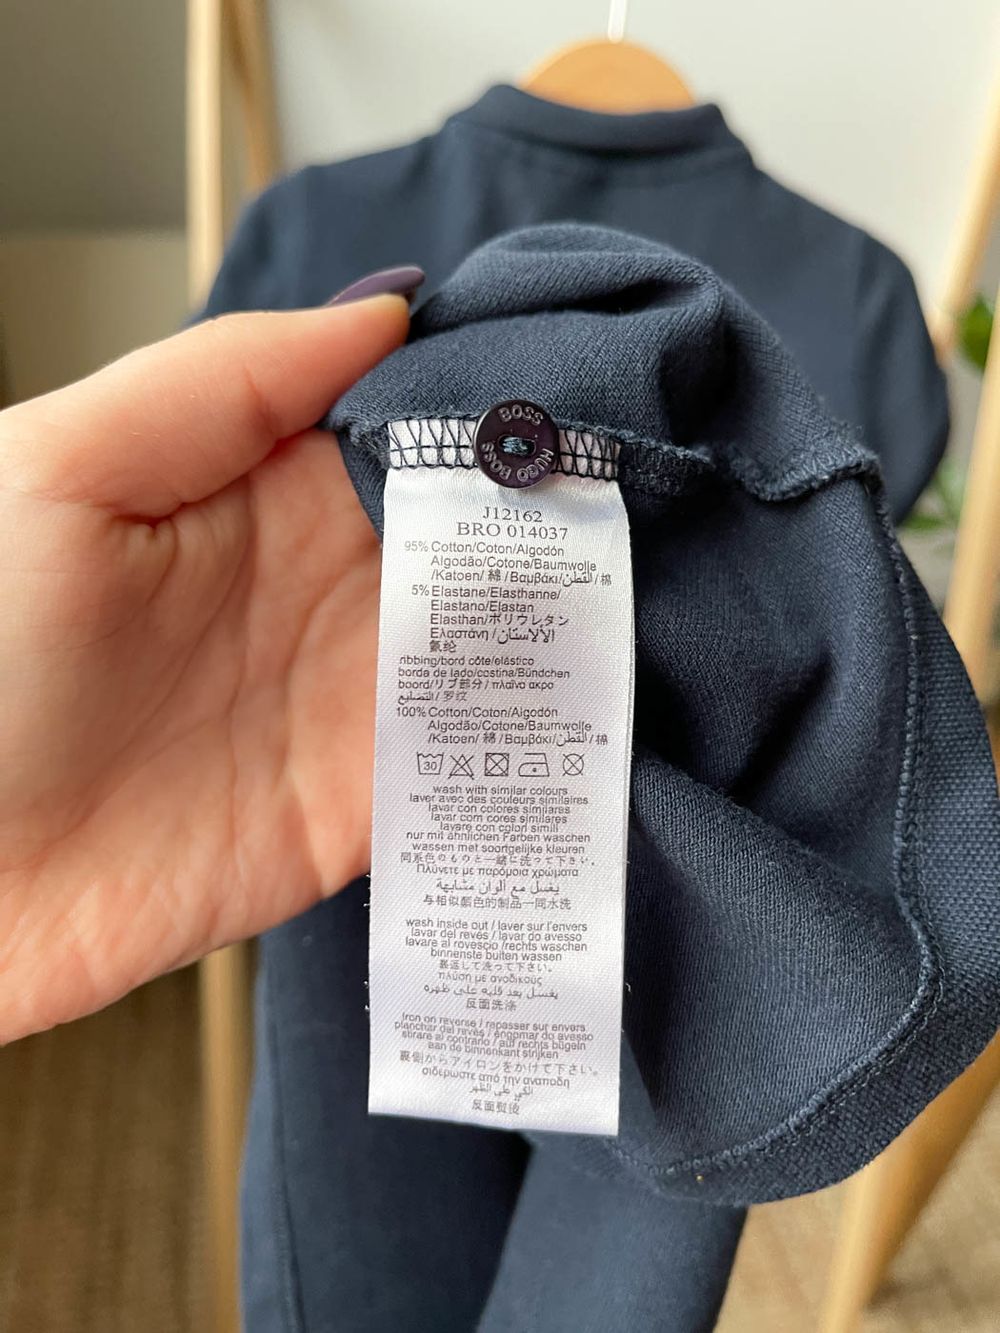 BOSS
HUGO BOSS
J12162
BRO 014037
95% Cotton/Coton/Algodón
Algodão/Cotone/Baumwolle
/Katoen/ 綿 /Βαμβάκι/القطن/棉
5% Elastane/Elasthanne/
Elastano/Elastan
Elasthan/ポリウレタン
Ελαστάνη/الألاستان
氨纶
ribbing/bord côte/elástico
borda de lado/costina/Bündchen
boord/リブ部分/πλαϊνο ακρο
/罗纹
100% Cotton/Coton/Algodón
Algodão/Cotone/Baumwolle
/Katoen/ 綿 /Βαμβάκι/القطن/棉
30
wash with similar colours
laver avec des couleurs similaires
lavar con colores similares
lavar com cores similares
lavare con colori simili
nur mit ähnlichen Farben waschen
wassen met soortgelijke kleuren
同系色のものと一緒に洗って下さい。
Πλύνετε με παρόμοια χρώματα
يغسل مع ألوان مشابهة
与相似顏色的制品一同水洗
wash inside out / laver sur l'envers
lavar del revés / lavar do avesso
lavare al rovescio /rechts waschen
binnenste buiten wassen
裏返して洗って下さい。
πλύση με ανοδικούς
يغسل بعد قلبه على ظهره
反面洗涤
Iron on reverse / repasser sur envers
planchar del revés / engomar do avesso
stirare al contrario / auf rechts bügeln
aan de binnenkant strijken
裏側からアイロンをかけて下さい。
σιδερωστε από την αναποδη
الكي على الظهر
反面熨烫